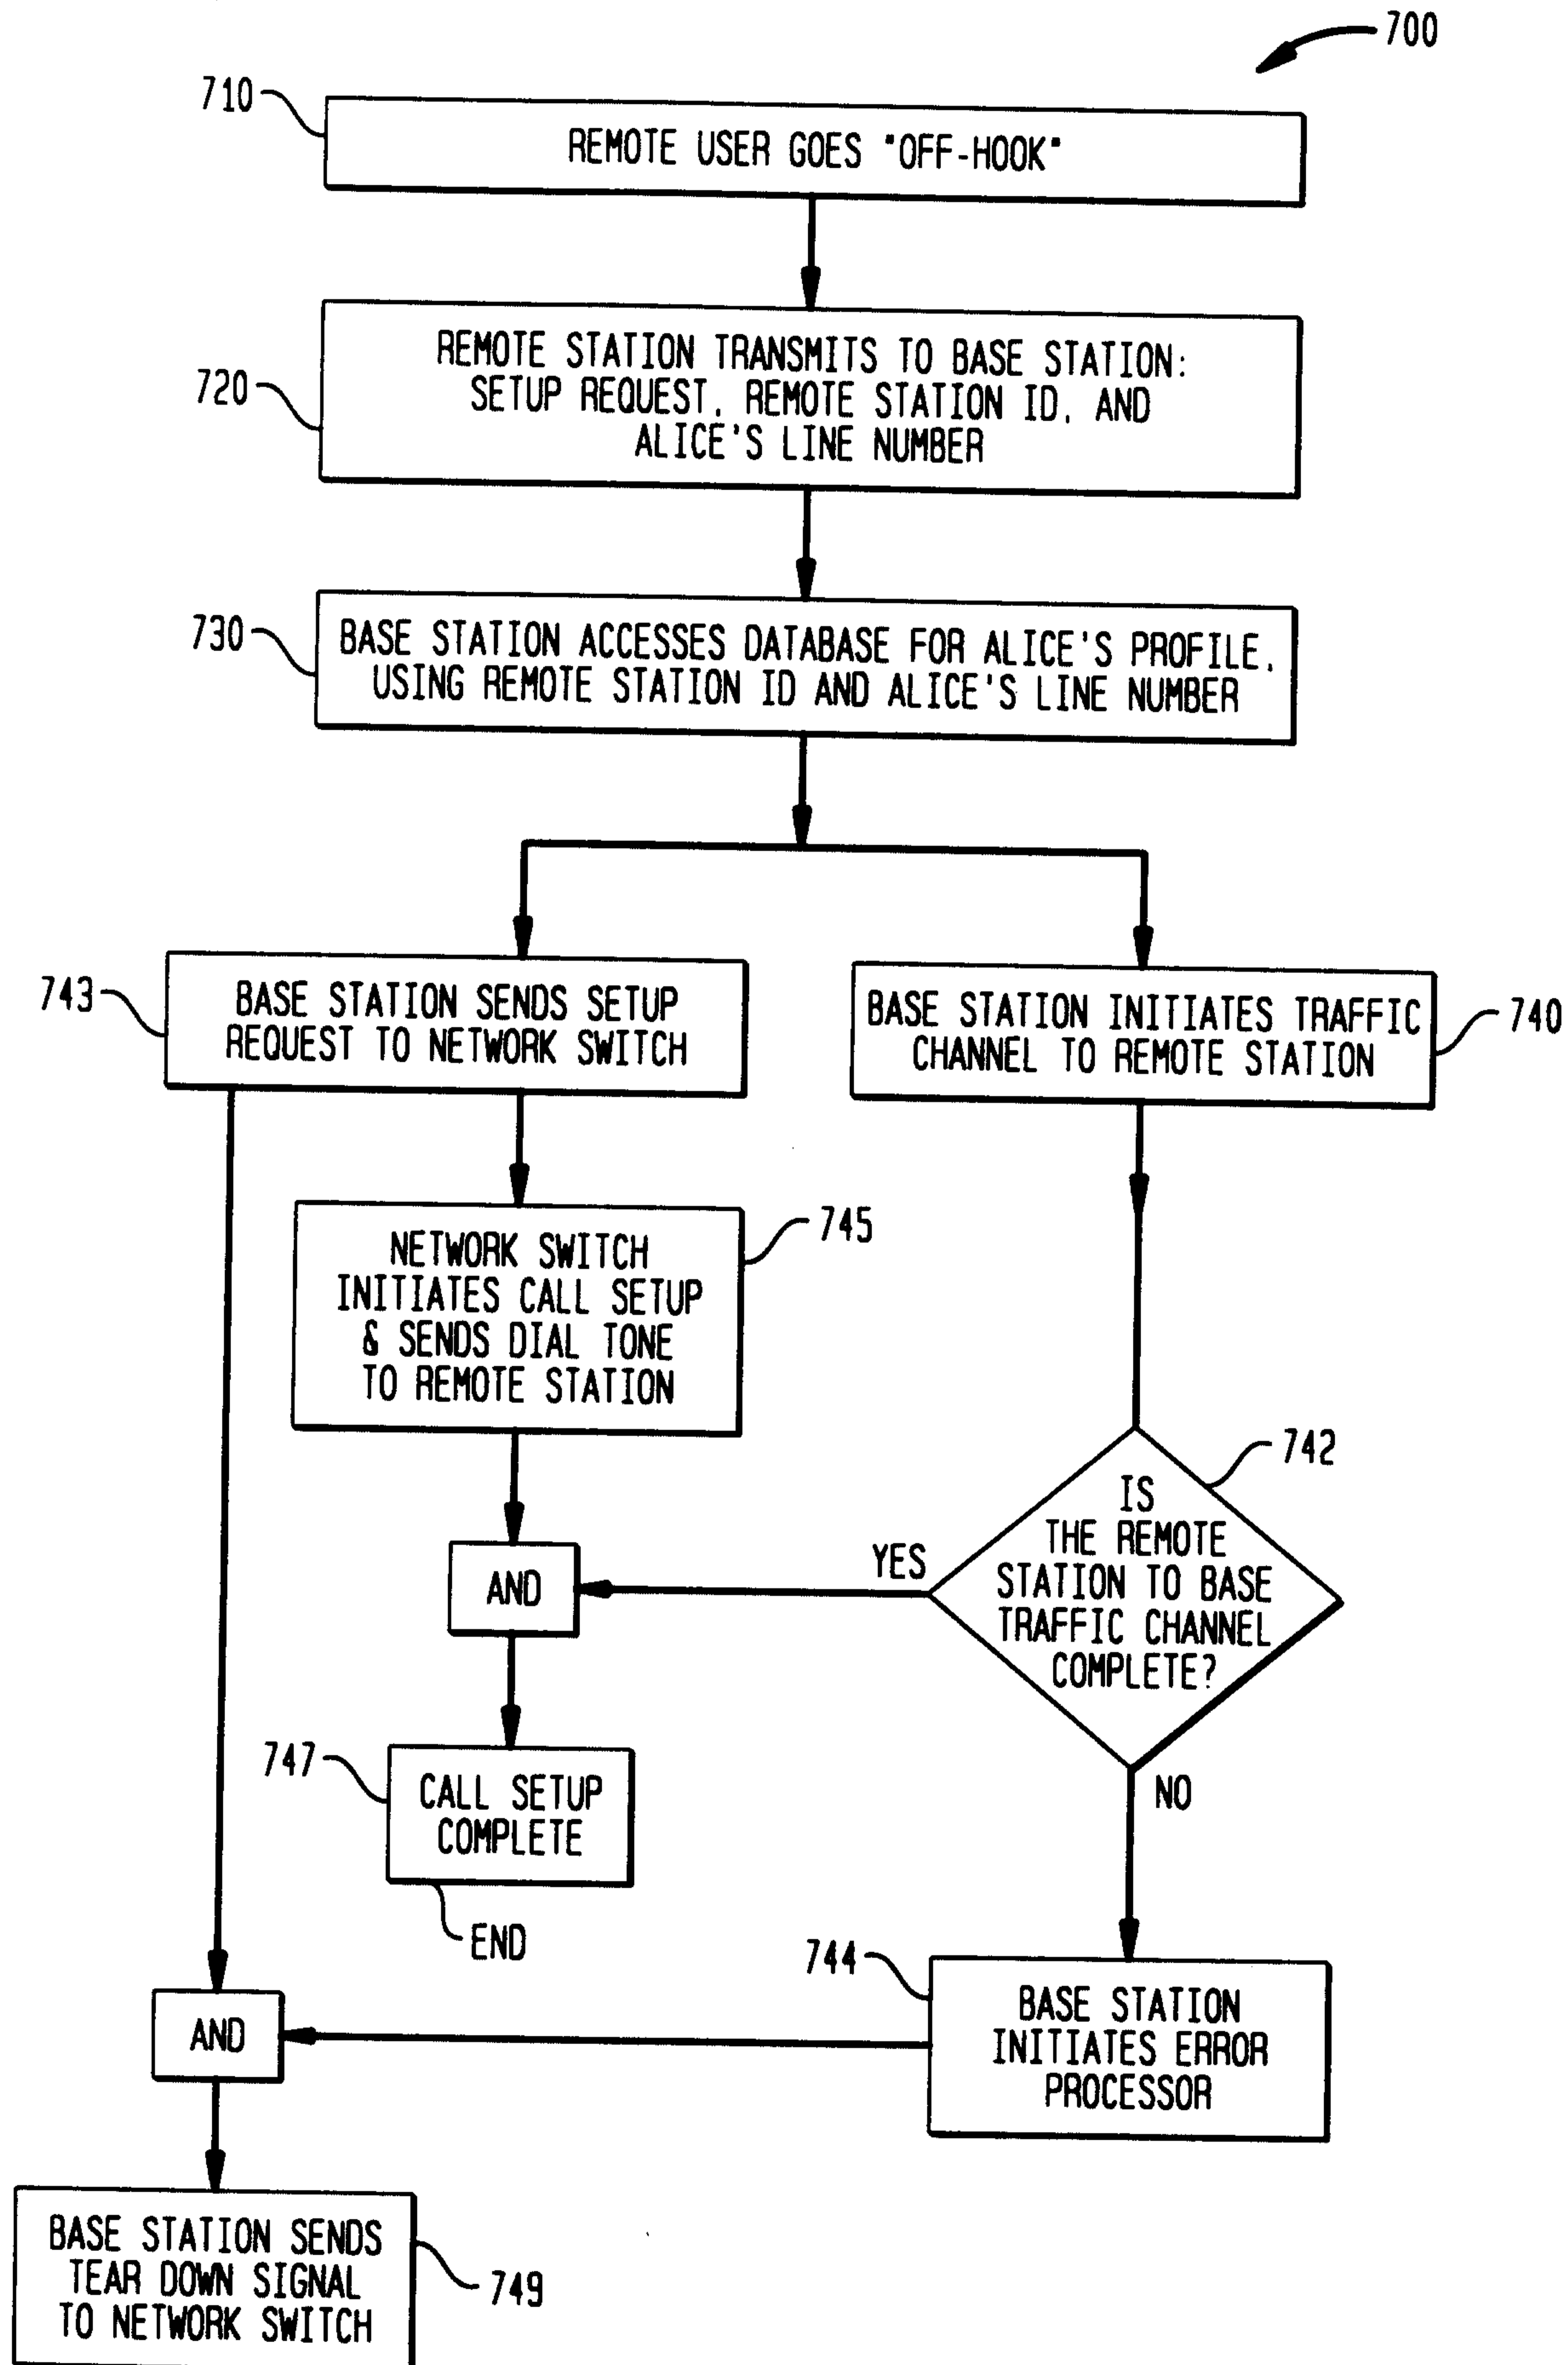 700
710
REMOTE USER GOES "OFF-HOOK"
720
REMOTE STATION TRANSMITS TO BASE STATION:
SETUP REQUEST, REMOTE STATION ID, AND
ALICE'S LINE NUMBER
730
BASE STATION ACCESSES DATABASE FOR ALICE'S PROFILE,
USING REMOTE STATION ID AND ALICE'S LINE NUMBER
743
BASE STATION SENDS SETUP
REQUEST TO NETWORK SWITCH
BASE STATION INITIATES TRAFFIC
CHANNEL TO REMOTE STATION
740
NETWORK SWITCH
INITIATES CALL SETUP
& SENDS DIAL TONE
TO REMOTE STATION
745
742
IS
THE REMOTE
STATION TO BASE
TRAFFIC CHANNEL
COMPLETE?
YES
AND
NO
747
CALL SETUP
COMPLETE
END
744
BASE STATION
INITIATES ERROR
PROCESSOR
AND
BASE STATION SENDS
TEAR DOWN SIGNAL
TO NETWORK SWITCH
749